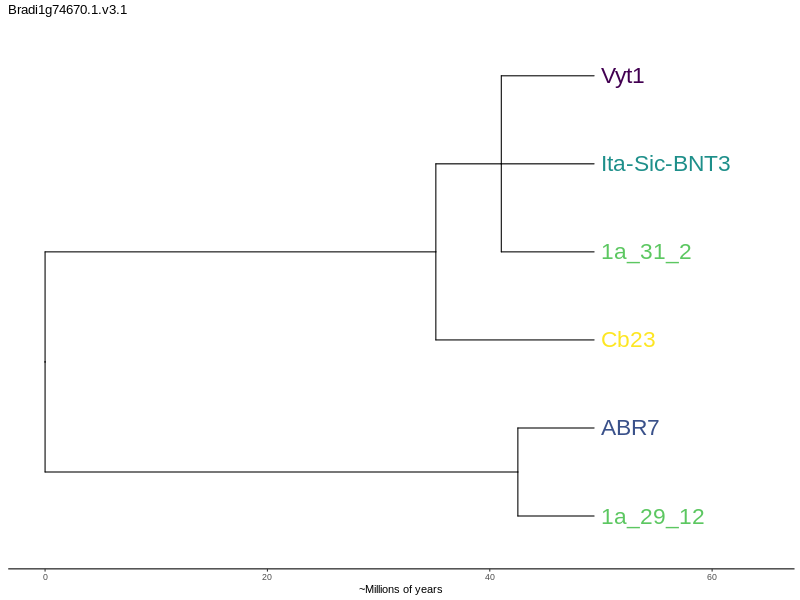 Bradi1g74670.1.v3.1
Vyt1
Ita-Sic-BNT3
1a_31_2
Cb23
ABR7
1a_29_12
0 20 40 60
~Millions of years